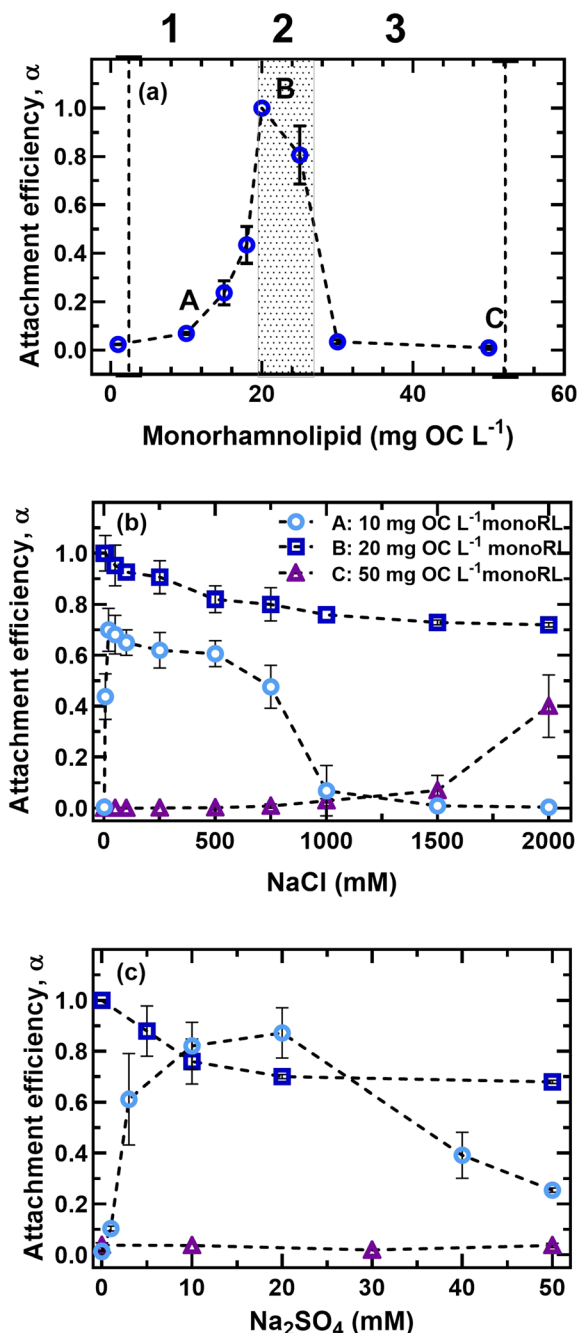 1 2 3
(a)
B
A
C
Attachment efficiency, α
1.0
0.8
0.6
0.4
0.2
0.0
0 20 40 60
Monorhamnolipid (mg OC L⁻¹)
(b)
A: 10 mg OC L⁻¹monoRL
B: 20 mg OC L⁻¹ monoRL
C: 50 mg OC L⁻¹monoRL
Attachment efficiency, α
1.0
0.8
0.6
0.4
0.2
0.0
0 500 1000 1500 2000
NaCl (mM)
(c)
Attachment efficiency, α
1.0
0.8
0.6
0.4
0.2
0.0
0 10 20 30 40 50
Na₂SO₄ (mM)